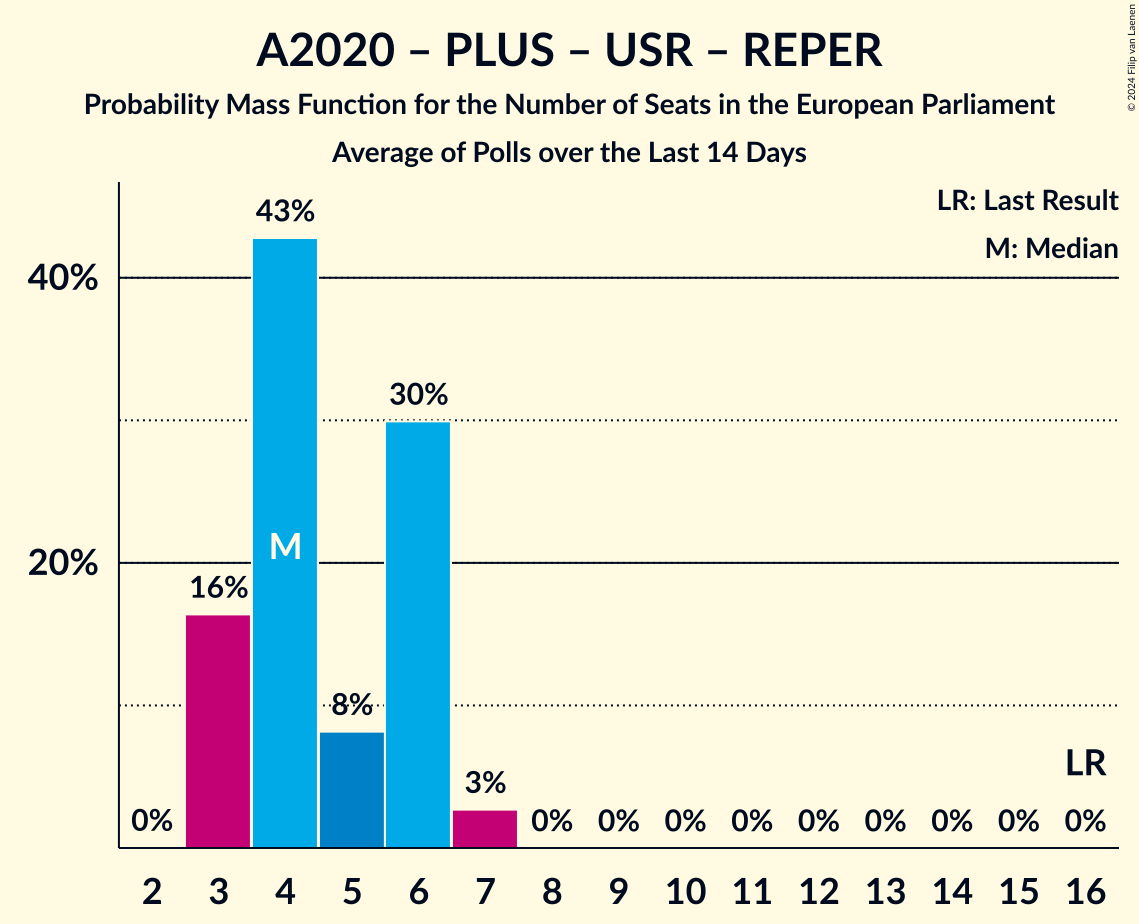 A2020 – PLUS – USR – REPER
Probability Mass Function for the Number of Seats in the European Parliament
Average of Polls over the Last 14 Days
© 2024 Filip van Laenen
LR: Last Result
M: Median
43%
40%
30%
M
20%
16%
8%
LR
3%
0% 0% 0% 0% 0% 0% 0% 0% 0% 0%
2 3 4 5 6 7 8 9 10 11 12 13 14 15 16